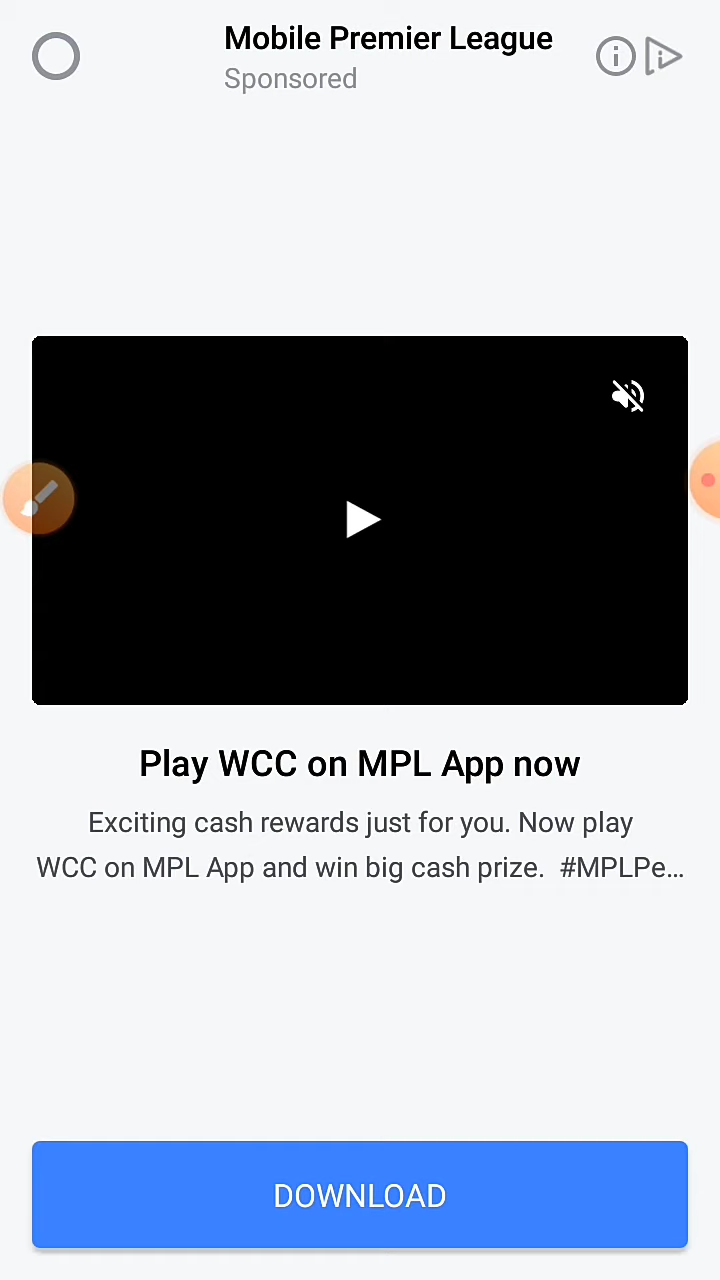 Mobile Premier League
Sponsored
Play WCC on MPL App now
Exciting cash rewards just for you. Now play
WCC on MPL App and win big cash prize. #MPLPe...
DOWNLOAD